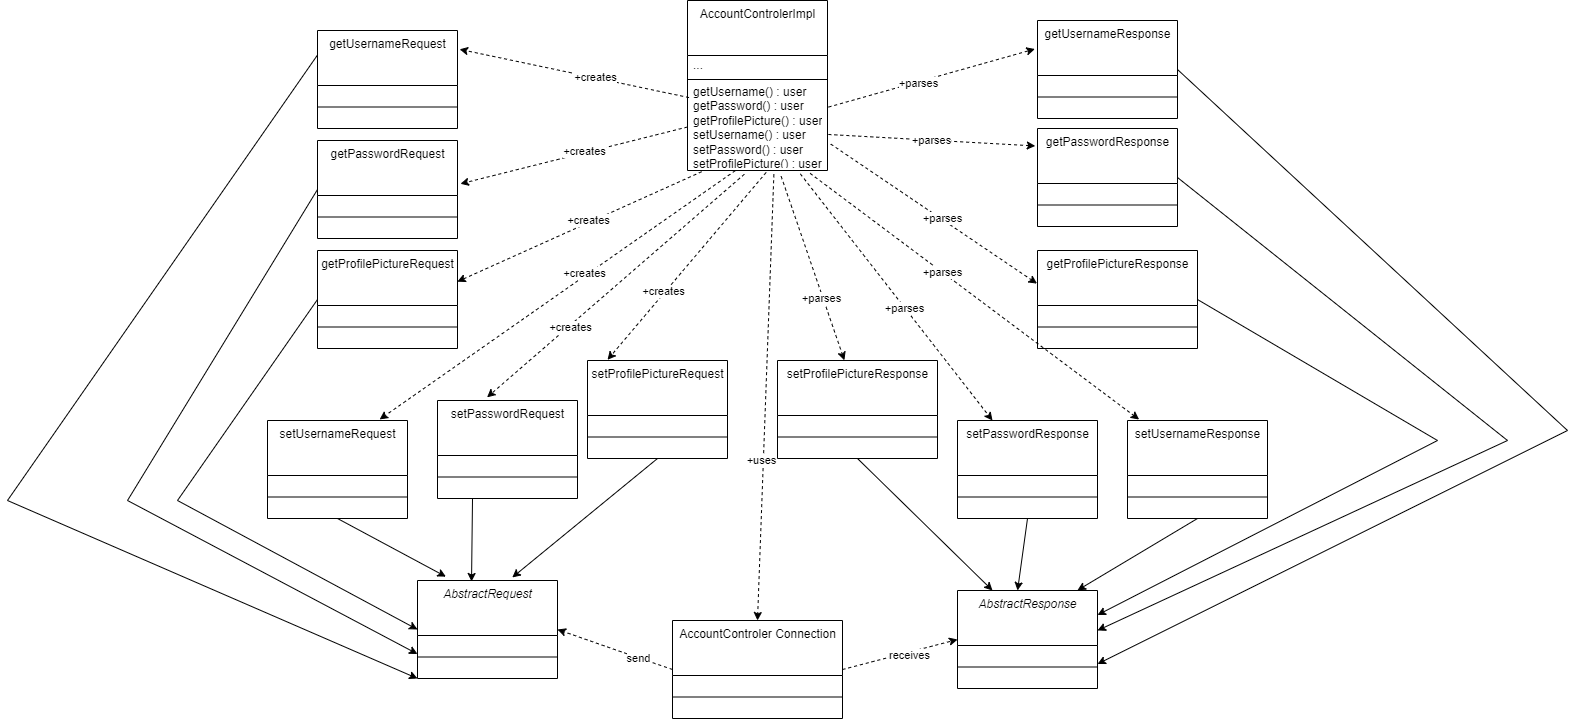 AccountControlerImpl
...
getUsername() : user
getPassword() : user
getProfilePicture() : user
setUsername() : user
setPassword() : user
setProfilePicture() : user
getUsernameRequest
getUsernameResponse
+creates
+parses
getPasswordRequest
getPasswordResponse
+creates
+parses
getProfilePictureRequest
getProfilePictureResponse
+creates
+parses
+creates
+parses
+creates
+parses
+creates
+parses
setProfilePictureRequest
setProfilePictureResponse
setPasswordRequest
setUsernameRequest
setPasswordResponse
setUsernameResponse
+uses
AbstractRequest
AbstractResponse
AccountControler Connection
send
receives